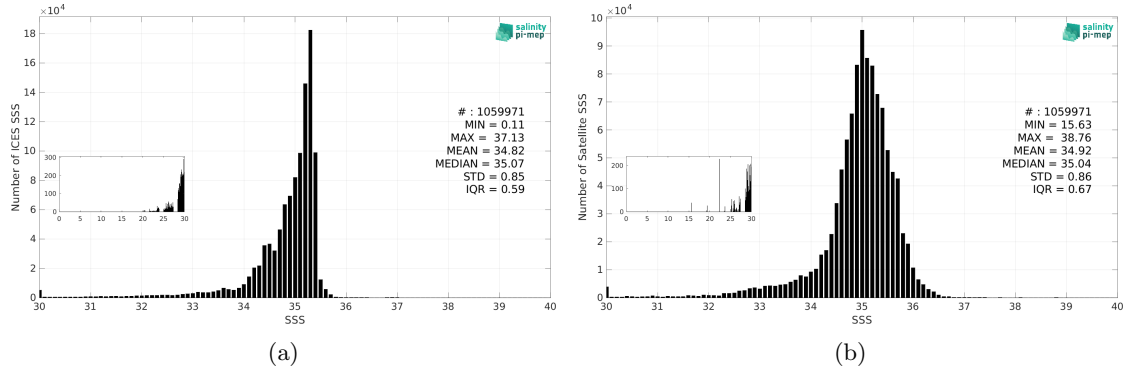 ×10⁴
18
16
14
12
10
8
6
4
2
0
Number of ICES SSS
30 31 32 33 34 35 36 37 38 39 40
SSS
salinity
pi-mep
# : 1059971
MIN = 0.11
MAX = 37.13
MEAN = 34.82
MEDIAN = 35.07
STD = 0.85
IQR = 0.59
300
200
100
0
0 5 10 15 20 25 30
(a)
×10⁴
10
9
8
7
6
5
4
3
2
1
0
Number of Satellite SSS
30 31 32 33 34 35 36 37 38 39 40
SSS
salinity
pi-mep
# : 1059971
MIN = 15.63
MAX = 38.76
MEAN = 34.92
MEDIAN = 35.04
STD = 0.86
IQR = 0.67
200
100
0
0 5 10 15 20 25 30
(b)